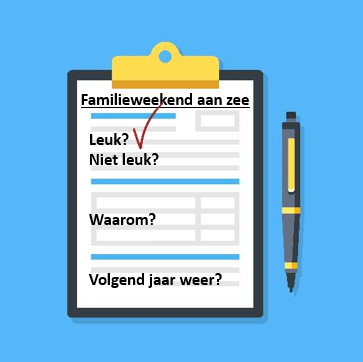 Familieweekend aan zee
Leuk?
Niet leuk?
Waarom?
Volgend jaar weer?